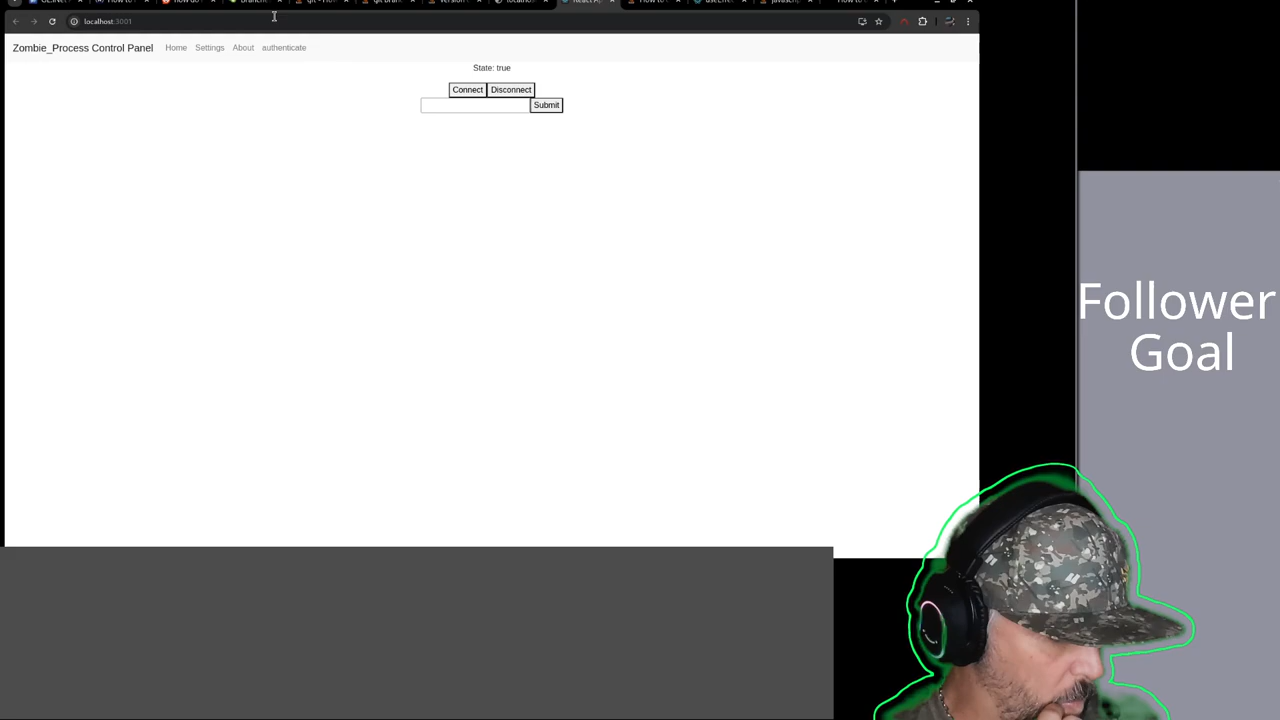 localhost:3001
Zombie_Process Control Panel Home Settings About authenticate
State: true
Connect Disconnect
Submit
Follower
Goal